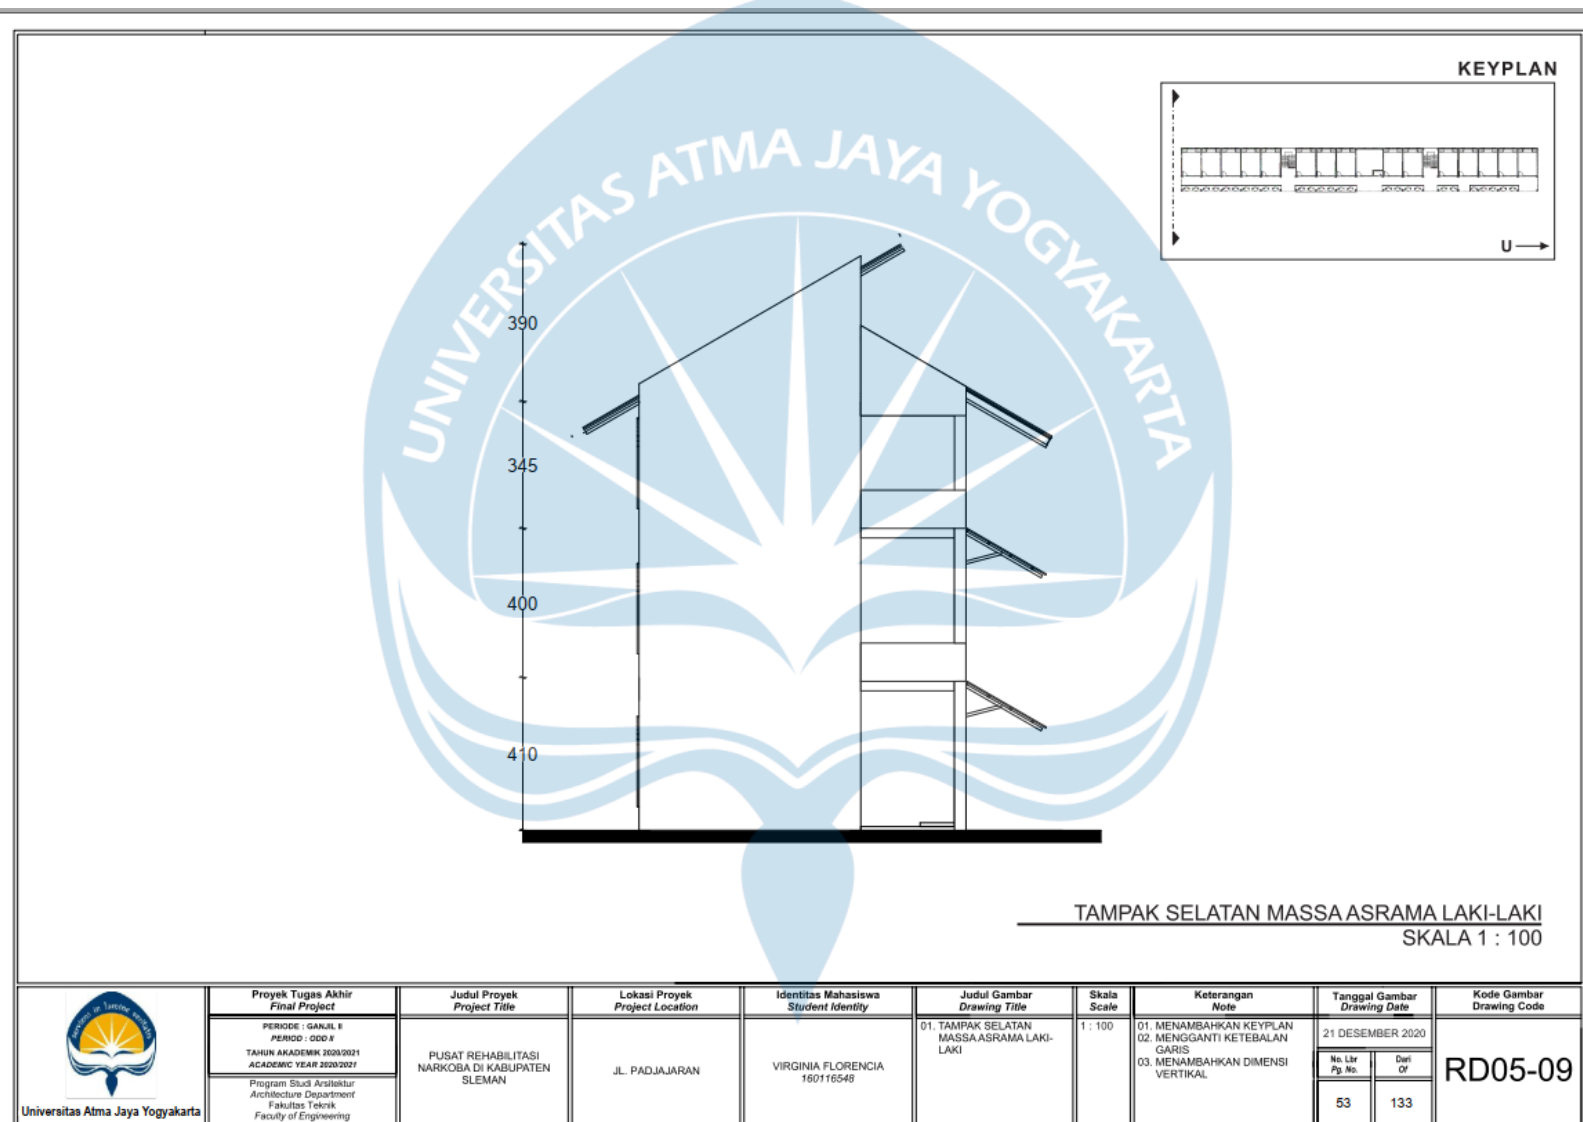 KEYPLAN
U
UNIVERSITAS ATMA JAYA YOGYAKARTA
390
345
400
410
TAMPAK SELATAN MASSA ASRAMA LAKI-LAKI
SKALA 1 : 100
serviens in lumine veritatis
Universitas Atma Jaya Yogyakarta
Proyek Tugas Akhir
Final Project
PERIODE : GANJIL II
PERIOD : ODD II
TAHUN AKADEMIK 2020/2021
ACADEMIC YEAR 2020/2021
Program Studi Arsitektur
Architecture Department
Fakultas Teknik
Faculty of Engineering
Judul Proyek
Project Title
PUSAT REHABILITASI
NARKOBA DI KABUPATEN
SLEMAN
Lokasi Proyek
Project Location
JL. PADJAJARAN
Identitas Mahasiswa
Student Identity
VIRGINIA FLORENCIA
160116548
Judul Gambar
Drawing Title
01. TAMPAK SELATAN
MASSA ASRAMA LAKI-
LAKI
Skala
Scale
1 : 100
Keterangan
Note
01. MENAMBAHKAN KEYPLAN
02. MENGGANTI KETEBALAN
GARIS
03. MENAMBAHKAN DIMENSI
VERTIKAL
Tanggal Gambar
Drawing Date
21 DESEMBER 2020
No. Lbr
Pg. No.
Dari
Of
53
133
Kode Gambar
Drawing Code
RD05-09